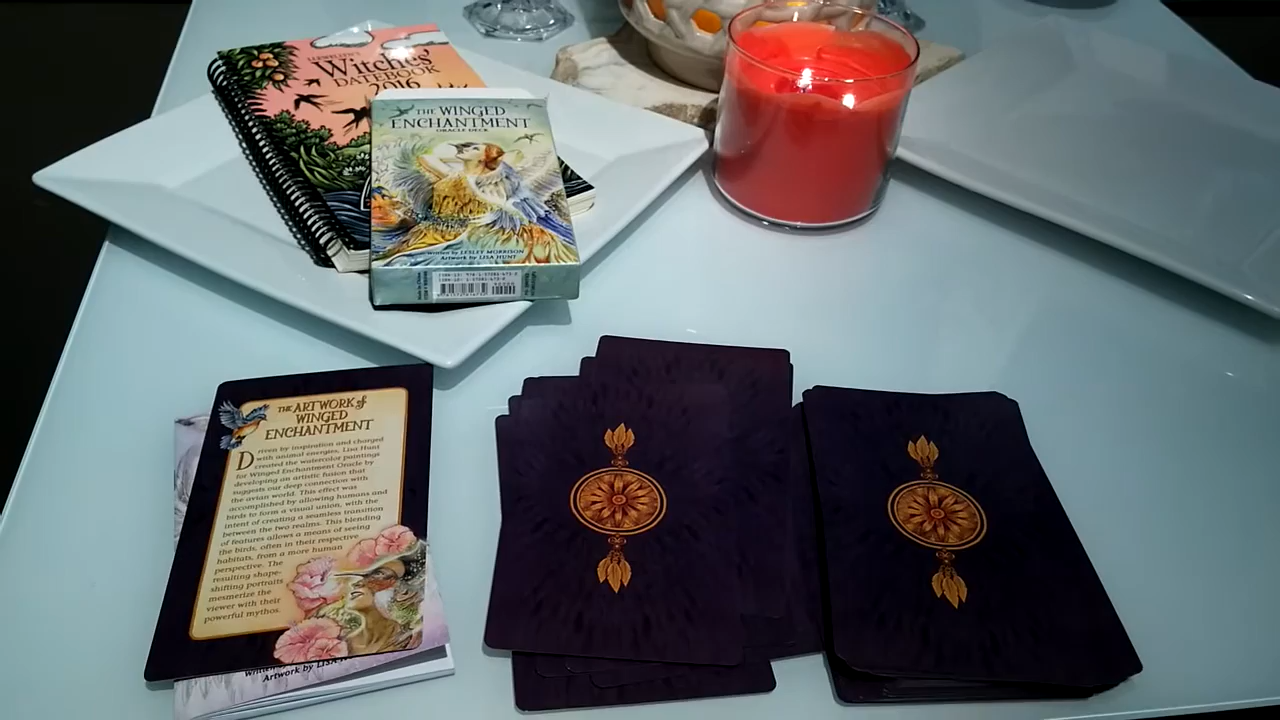 LLEWELLYN'S
Witches'
DATEBOOK
2016
THE WINGED
ENCHANTMENT
ORACLE DECK
Written by LESLEY MORRISON
Artwork by LISA HUNT
THE ARTWORK of
WINGED
ENCHANTMENT
Driven by inspiration and charged
with animal energies, Lisa Hunt
created the watercolor paintings
for Winged Enchantment Oracle by
developing an artistic fusion that
suggests our deep connection with
the avian world. This effect was
accomplished by allowing humans and
birds to form a visual union, with the
intent of creating a seamless transition
between the two realms. This blending
of features allows a means of seeing
the birds, often in their respective
habitats, from a more human
perspective. The
resulting shape-
shifting portraits
mesmerize the
viewer with their
powerful mythos.
Artwork by LISA